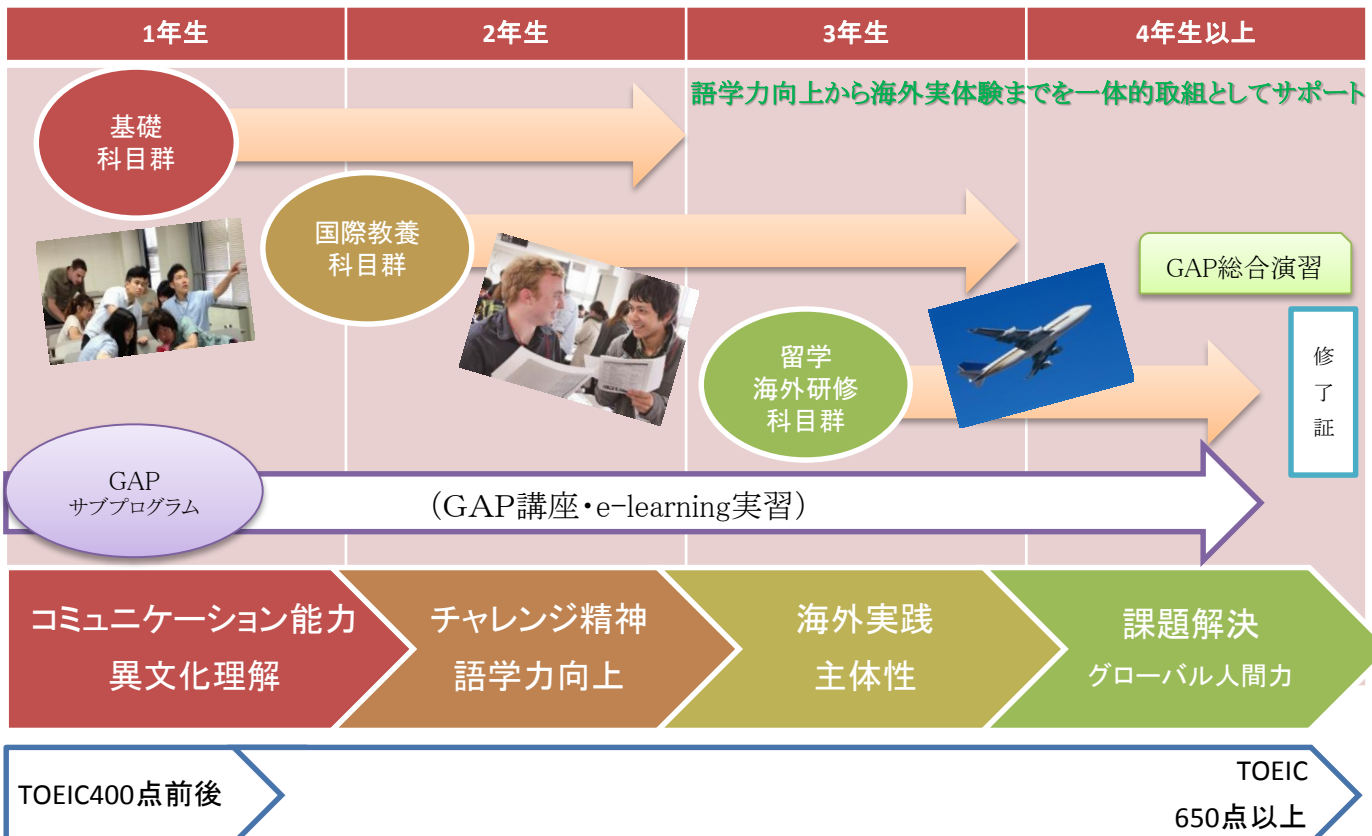 1年生
2年生
3年生
4年生以上
語学力向上から海外実体験までを一体的取組としてサポート
基礎
科目群
国際教養
科目群
GAP総合演習
留学
海外研修
科目群
修
了
証
GAP
サブプログラム
(GAP講座・e-learning実習)
コミュニケーション能力
異文化理解
チャレンジ精神
語学力向上
海外実践
主体性
課題解決
グローバル人間力
TOEIC400点前後
TOEIC
650点以上